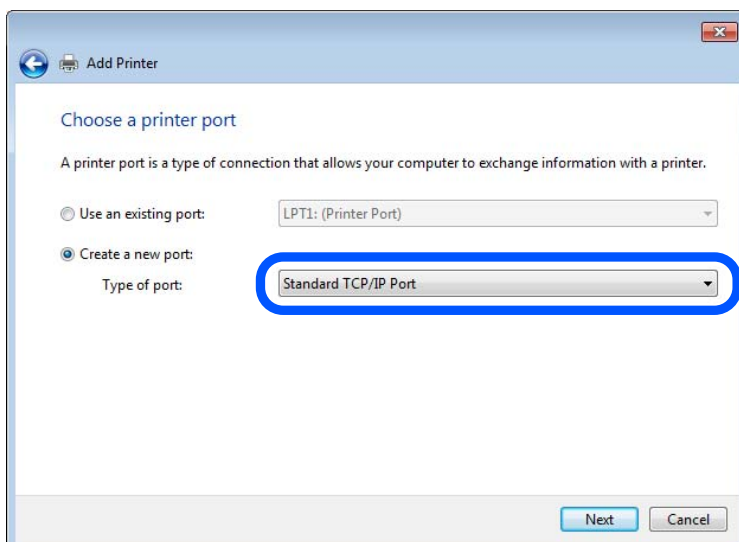 Add Printer
Choose a printer port
A printer port is a type of connection that allows your computer to exchange information with a printer.
Use an existing port: LPT1: (Printer Port)
Create a new port:
Type of port: Standard TCP/IP Port
Next Cancel